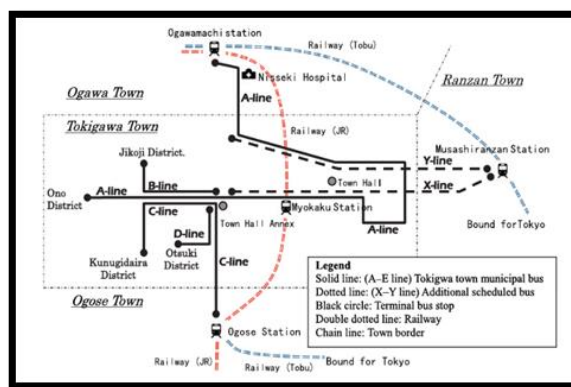 Ogawamachi station
Railway (Tobu)
Ranzan Town
Nisseki Hospital
A-line
Ogawa Town
Railway (JR)
Tokigawa Town
Musashiranzan Station
Jikoji District.
Y-line
Town Hall
Ono
District
A-line
B-line
X-line
C-line
Town Hall Annex
Myokaku Station
A-line
Bound for Tokyo
D-line
Kunugidaira
District
Otsuki
District
C-line
Ogose Town
Legend
Solid line: (A–E line) Tokigwa town municipal bus
Dotted line: (X–Y line) Additional scheduled bus
Black circle: Terminal bus stop
Double dotted line: Railway
Chain line: Town border
Ogose Station
Railway (JR)
Railway (Tobu)
Bound for Tokyo